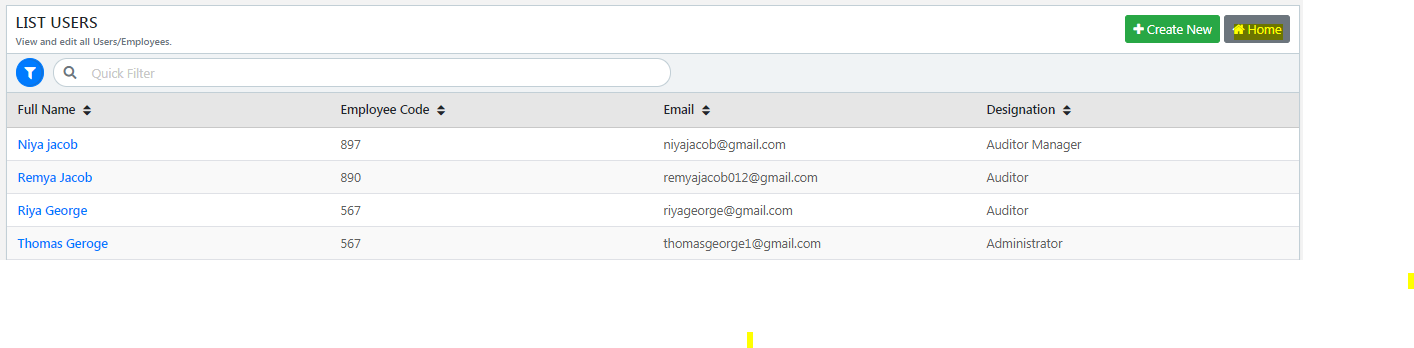 LIST USERS
View and edit all Users/Employees.
Create New
Home
Quick Filter
Full Name Employee Code Email Designation
Niya jacob 897 niyajacob@gmail.com Auditor Manager
Remya Jacob 890 remyajacob012@gmail.com Auditor
Riya George 567 riyageorge@gmail.com Auditor
Thomas Geroge 567 thomasgeorge1@gmail.com Administrator